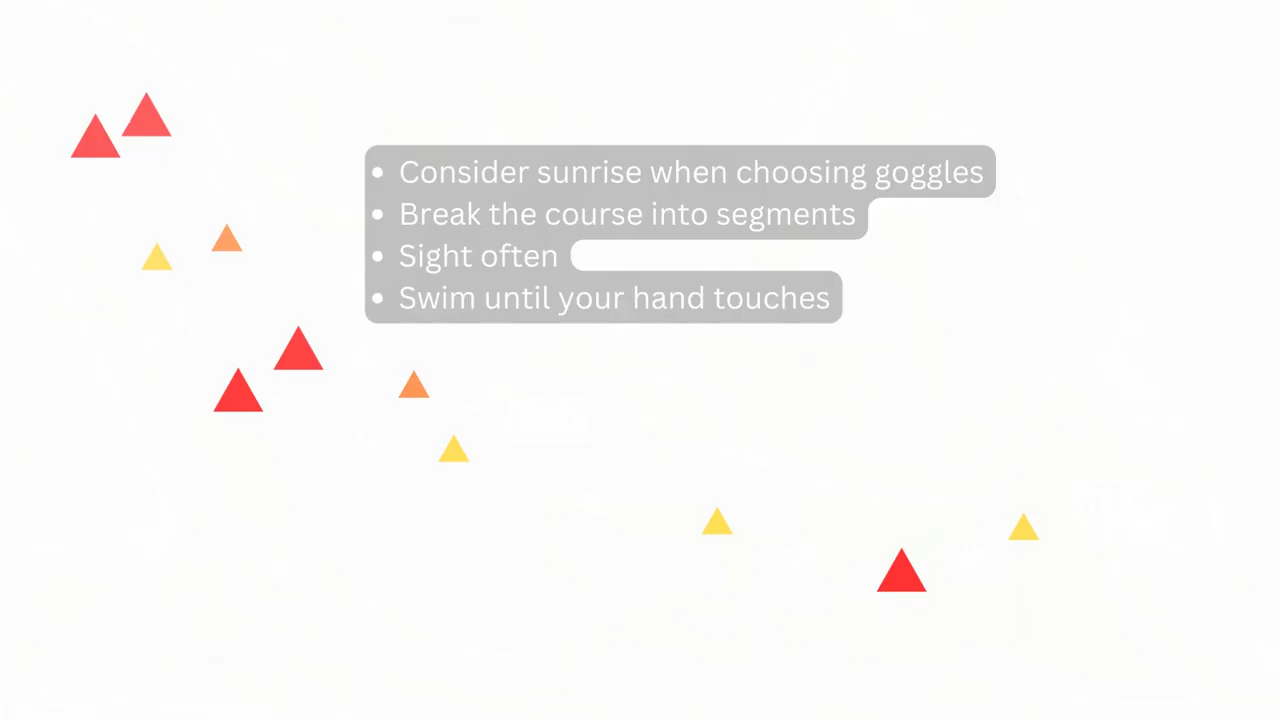 • Consider sunrise when choosing goggles
• Break the course into segments
• Sight often
• Swim until your hand touches